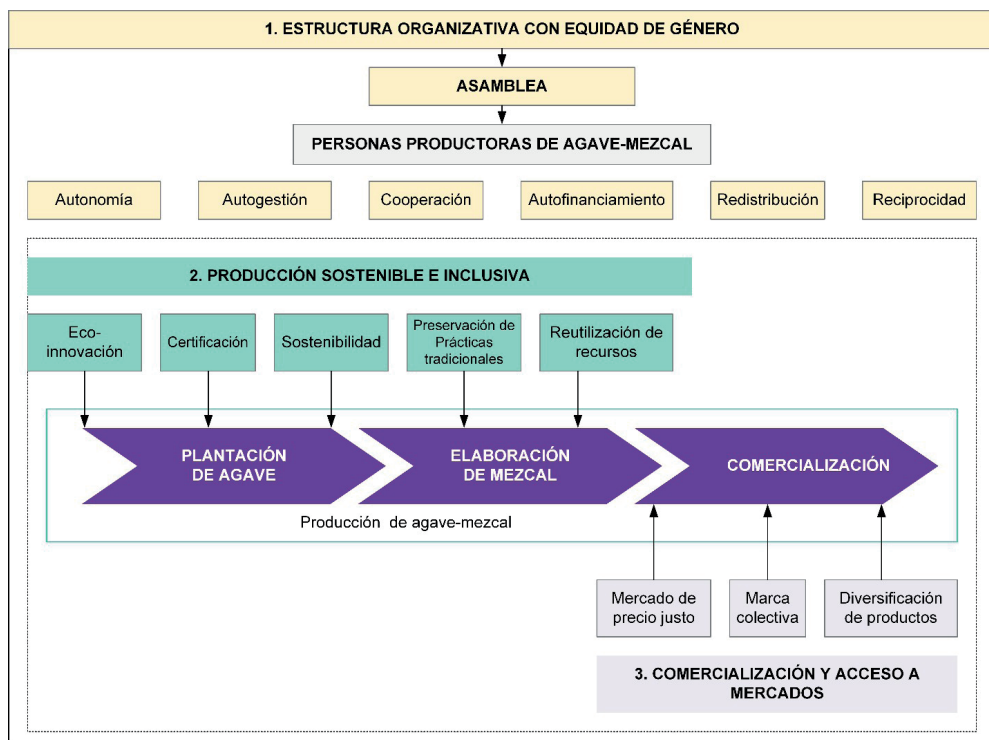 1. ESTRUCTURA ORGANIZATIVA CON EQUIDAD DE GÉNERO
ASAMBLEA
PERSONAS PRODUCTORAS DE AGAVE-MEZCAL
Autonomía
Autogestión
Cooperación
Autofinanciamiento
Redistribución
Reciprocidad
2. PRODUCCIÓN SOSTENIBLE E INCLUSIVA
Eco-
innovación
Certificación
Sostenibilidad
Preservación de
Prácticas
tradicionales
Reutilización de
recursos
PLANTACIÓN
DE AGAVE
ELABORACIÓN
DE MEZCAL
COMERCIALIZACIÓN
Producción de agave-mezcal
Mercado de
precio justo
Marca
colectiva
Diversificación
de productos
3. COMERCIALIZACIÓN Y ACCESO A
MERCADOS